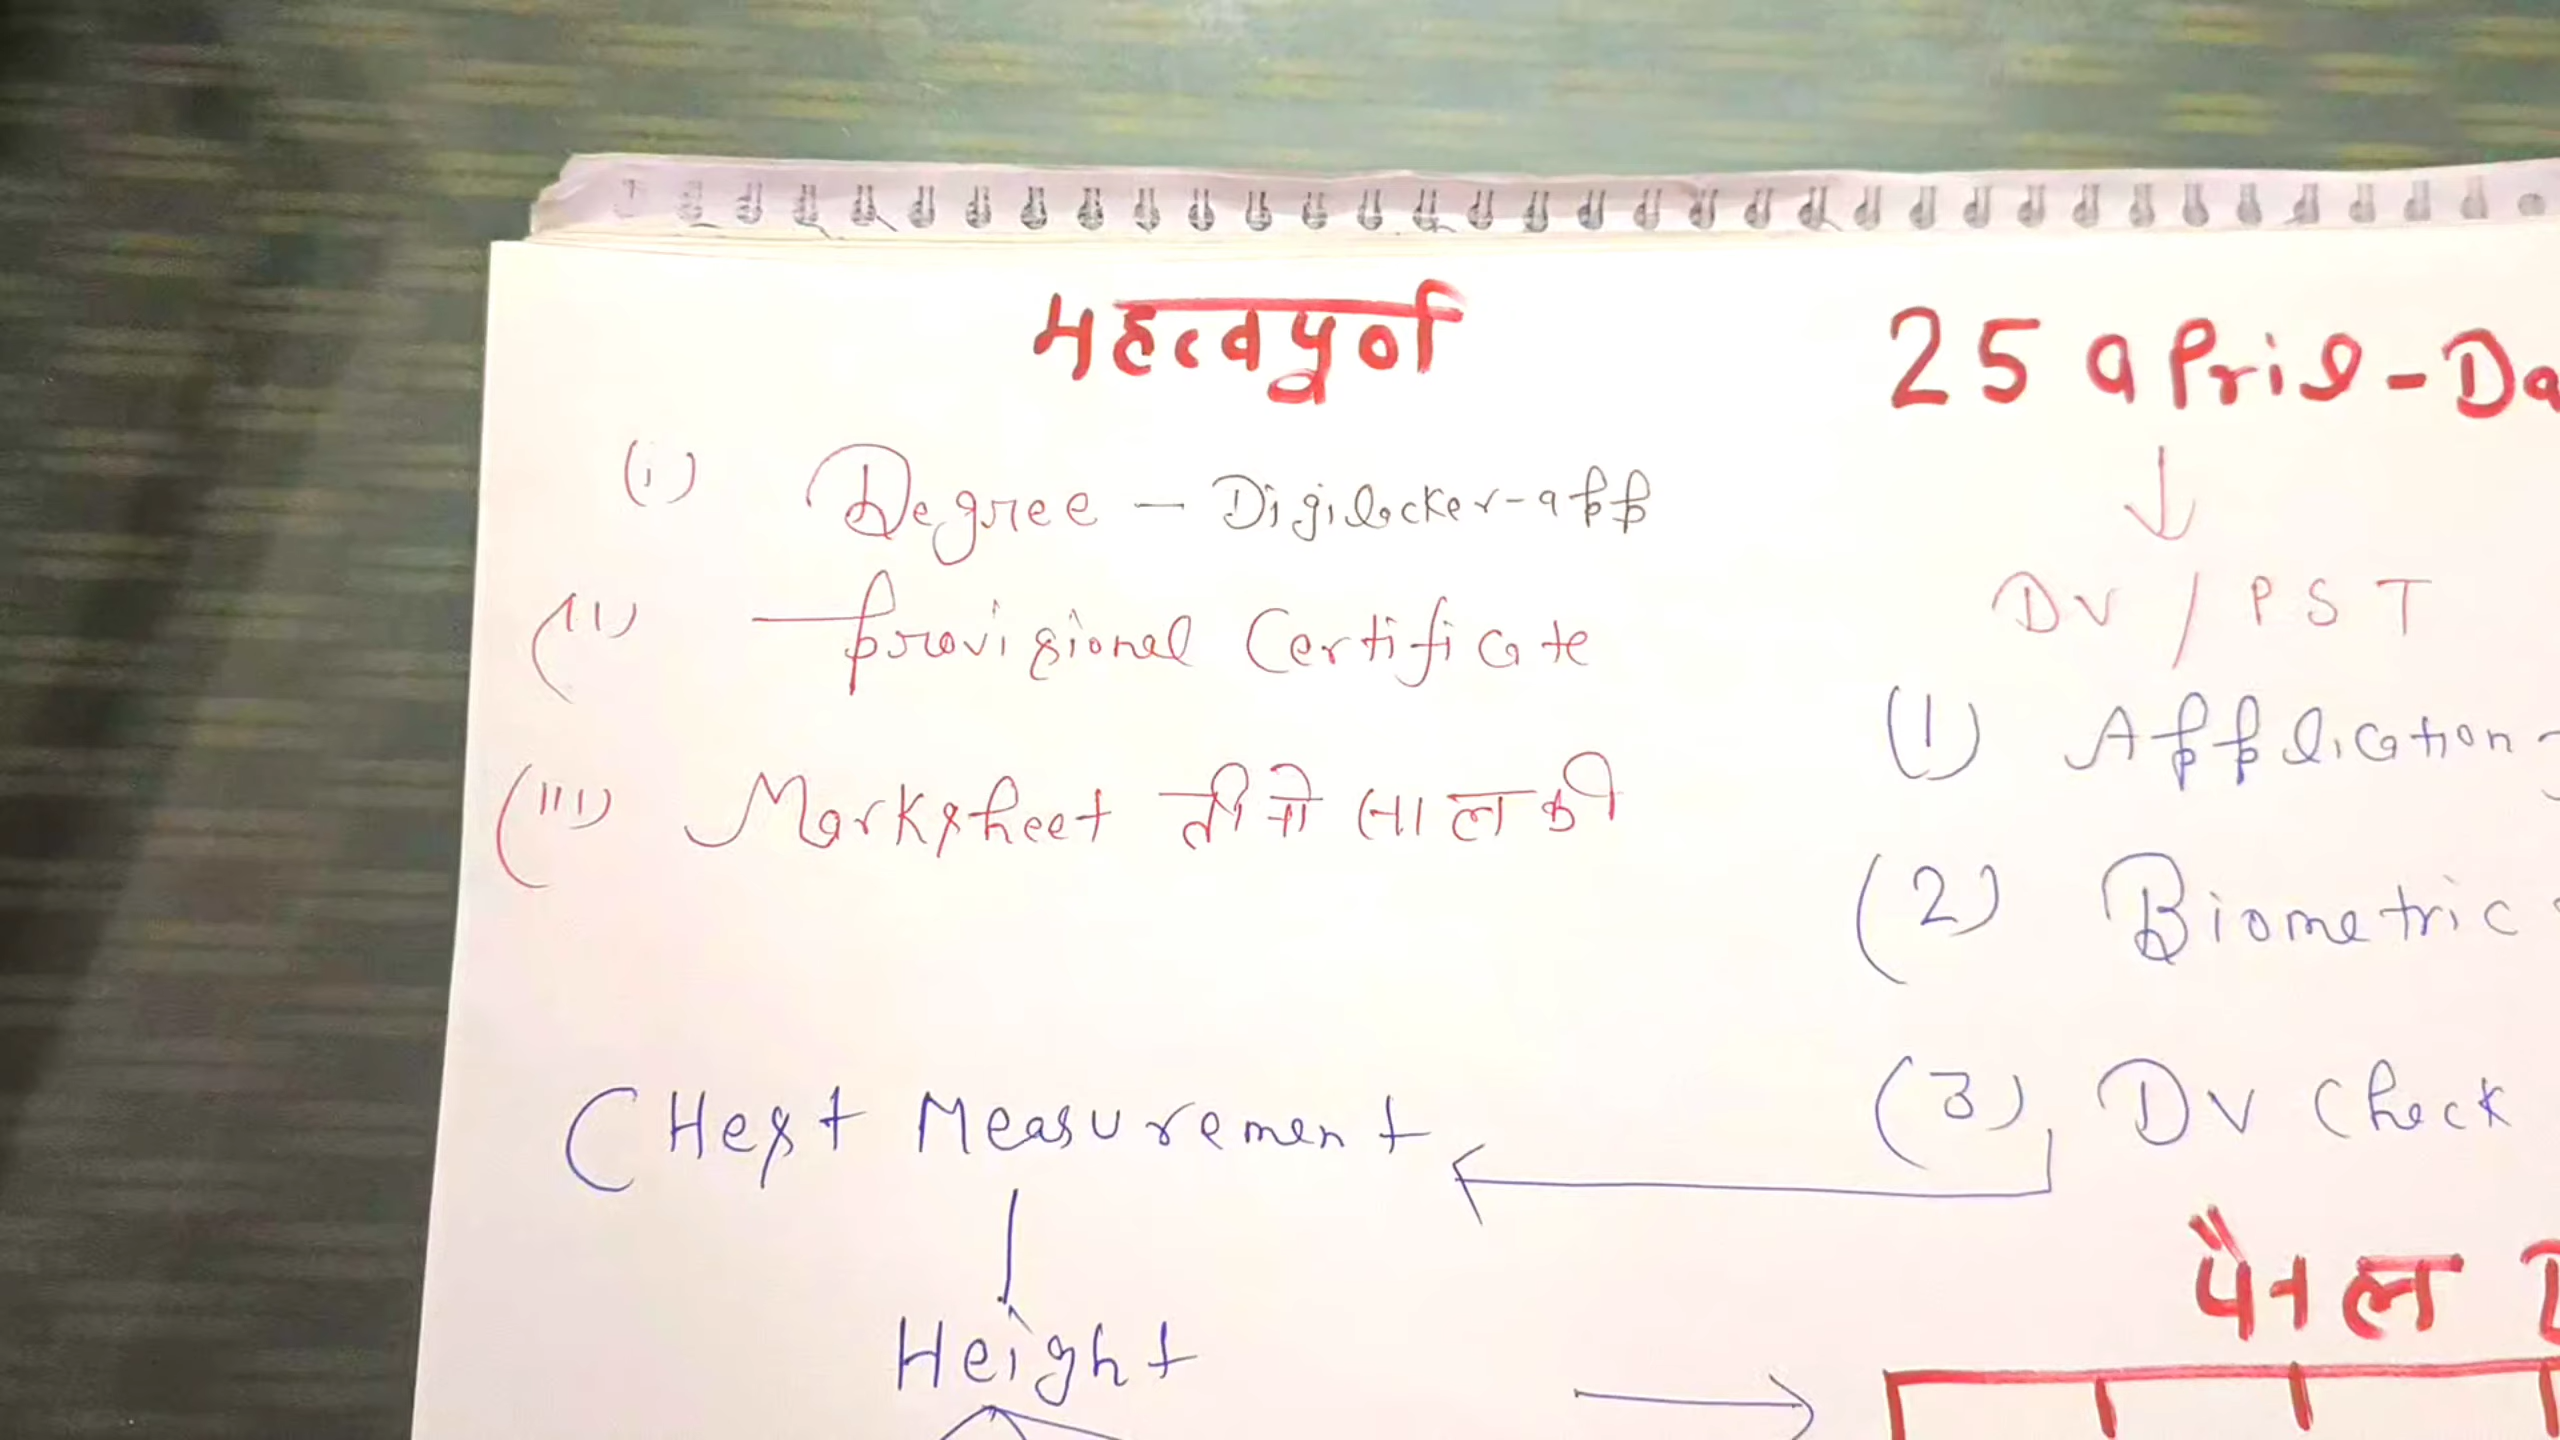 महत्वपूर्ण
(i) Degree - Digilocker-app
(ii) provisional Certificate
(iii) Marksheet तीनो साल की
CHest Measurement
Height
25 april-Da
DV / PST
(1) Application-
(2) Biometric
(3) DV Check
पैनल